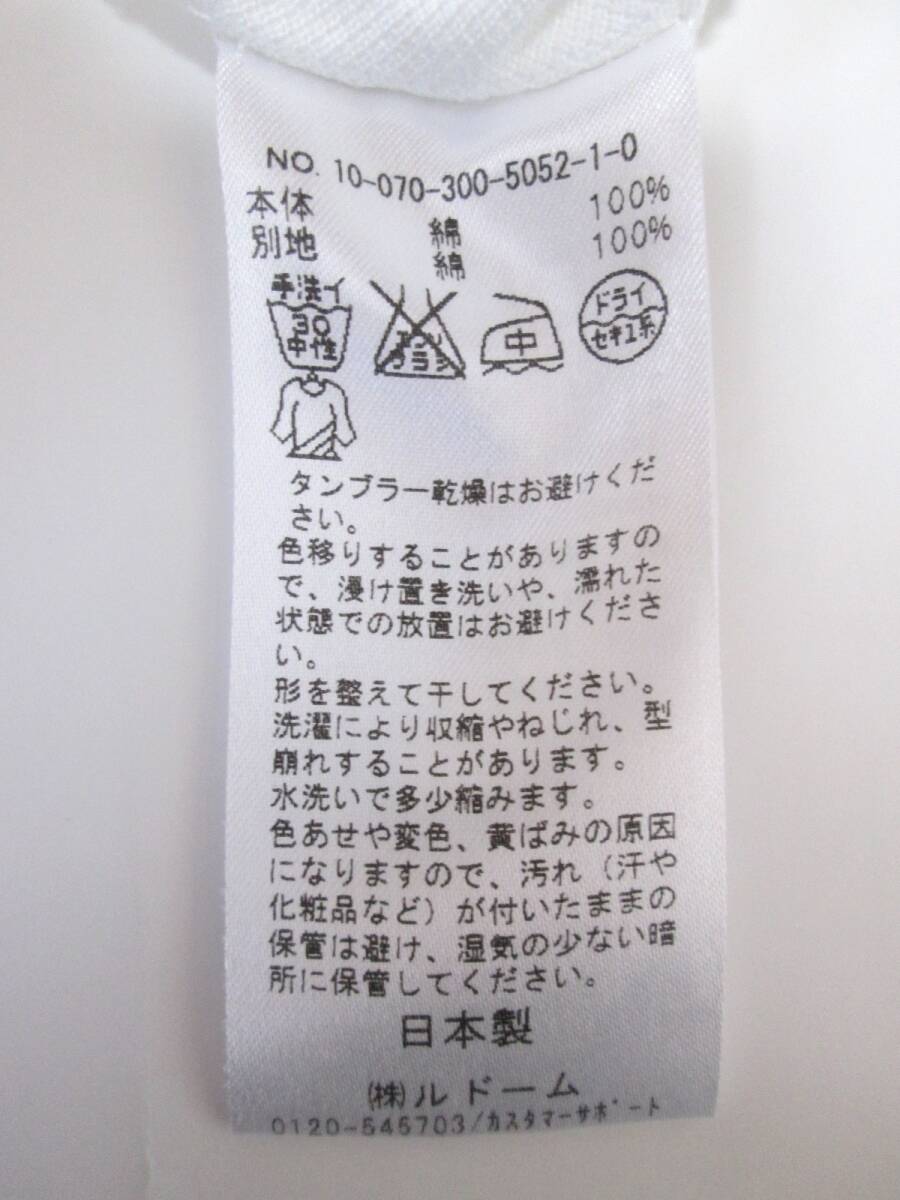 NO. 10-070-300-5052-1-0
本体 綿 100%
別地 綿 100%
手洗イ
30
中性
エンソ
サラシ
中
ドライ
セキユ系
タンブラー乾燥はお避けくだ
さい。
色移りすることがありますの
で、浸け置き洗いや、濡れた
状態での放置はお避けくださ
い。
形を整えて干してください。
洗濯により収縮やねじれ、型
崩れすることがあります。
水洗いで多少縮みます。
色あせや変色、黄ばみの原因
になりますので、汚れ（汗や
化粧品など）が付いたままの
保管は避け、湿気の少ない暗
所に保管してください。
日本製
(株)ルドーム
0120-545703/カスタマーサポート